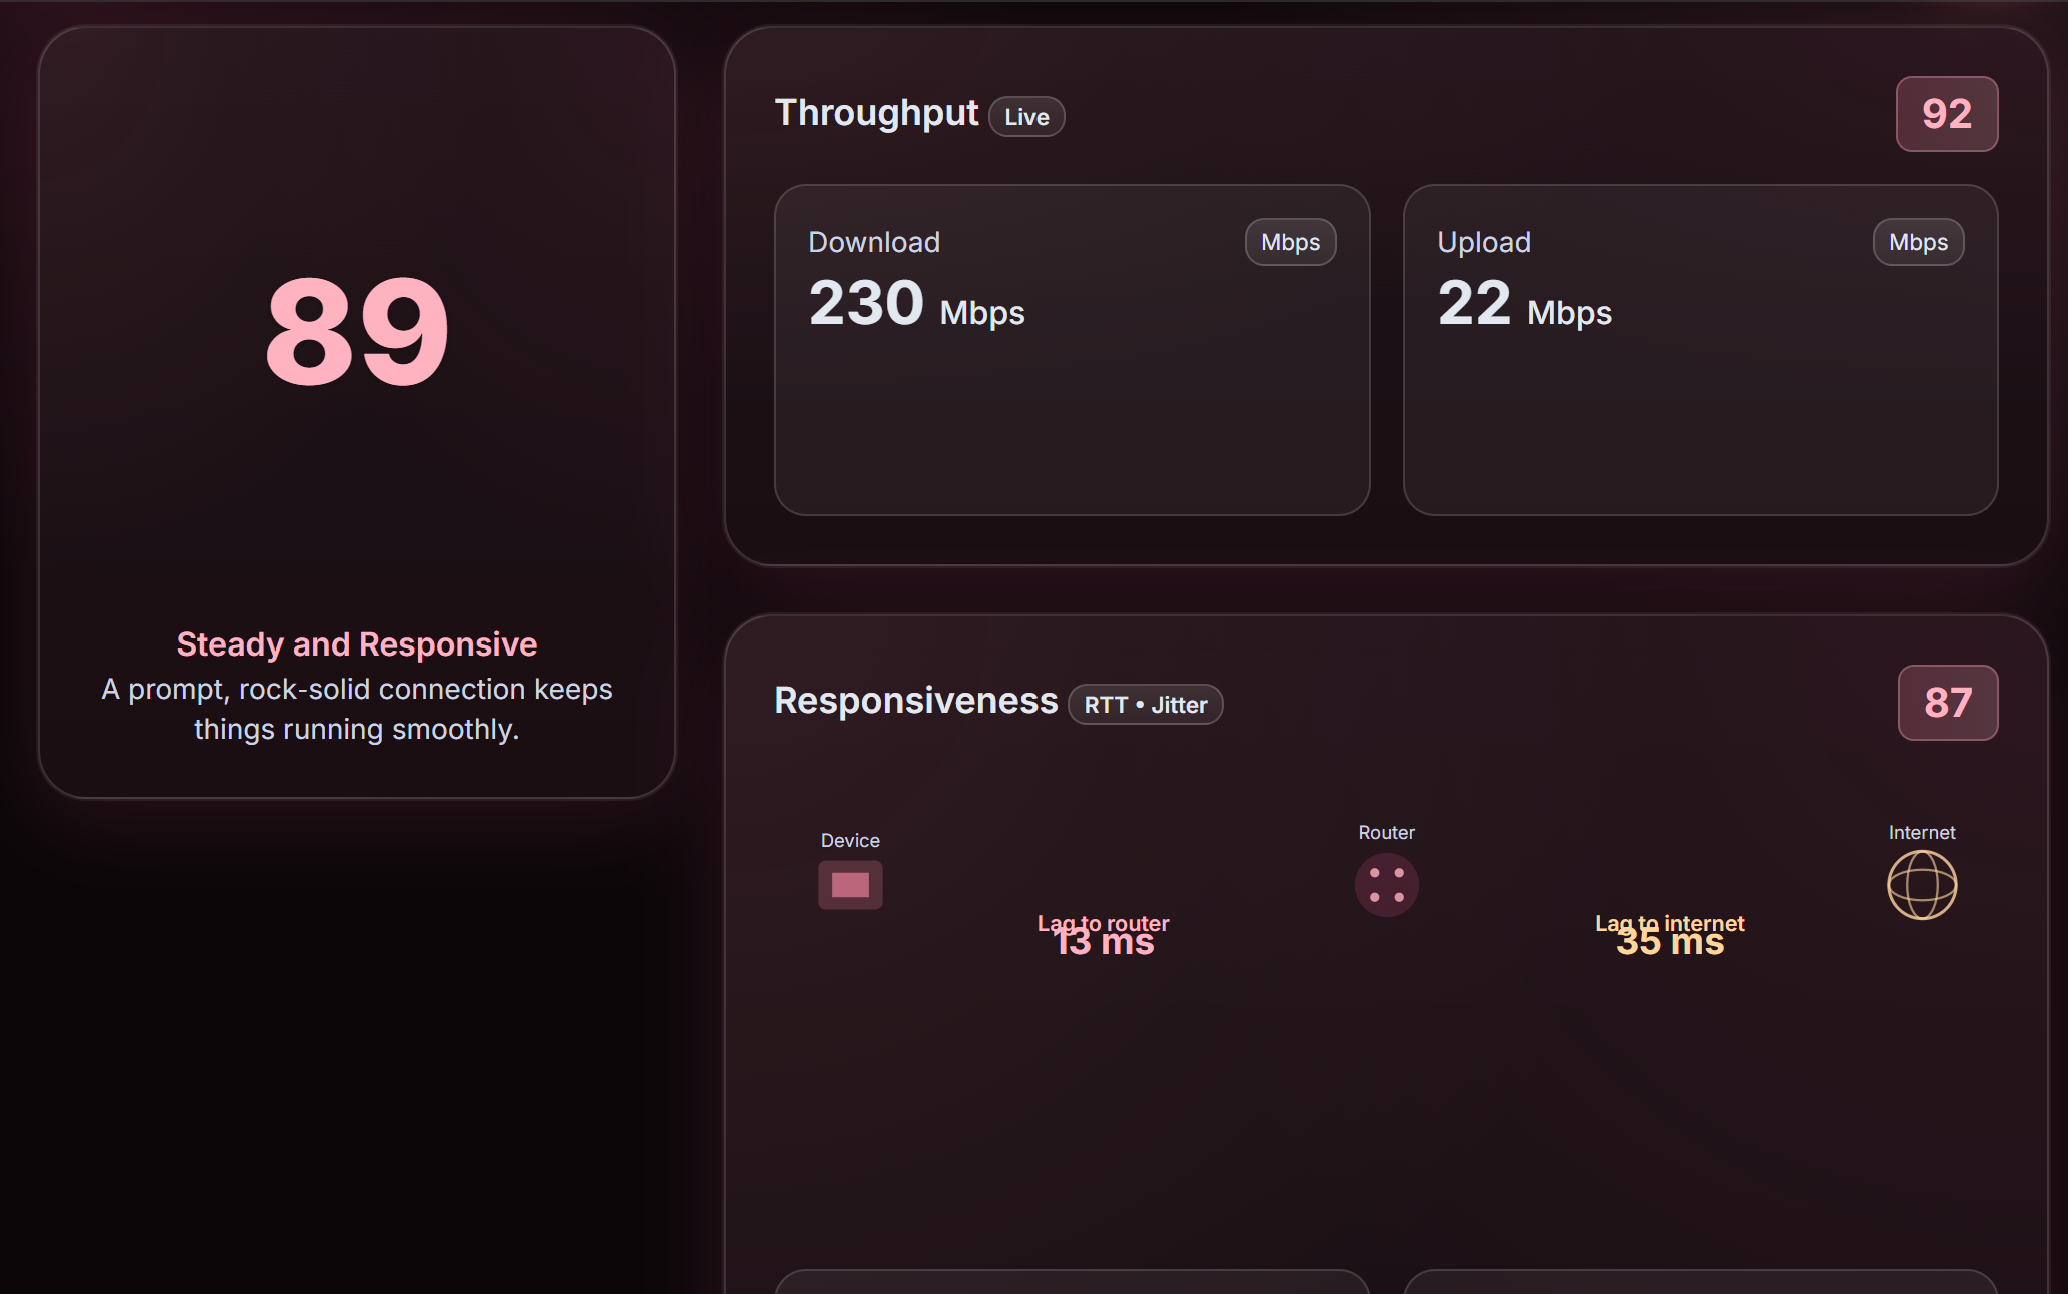 89
Steady and Responsive
A prompt, rock-solid connection keeps
things running smoothly.
Throughput Live
92
Download Mbps
230 Mbps
Upload Mbps
22 Mbps
Responsiveness RTT • Jitter
87
Device
Router
Internet
Lag to router
13 ms
Lag to internet
35 ms